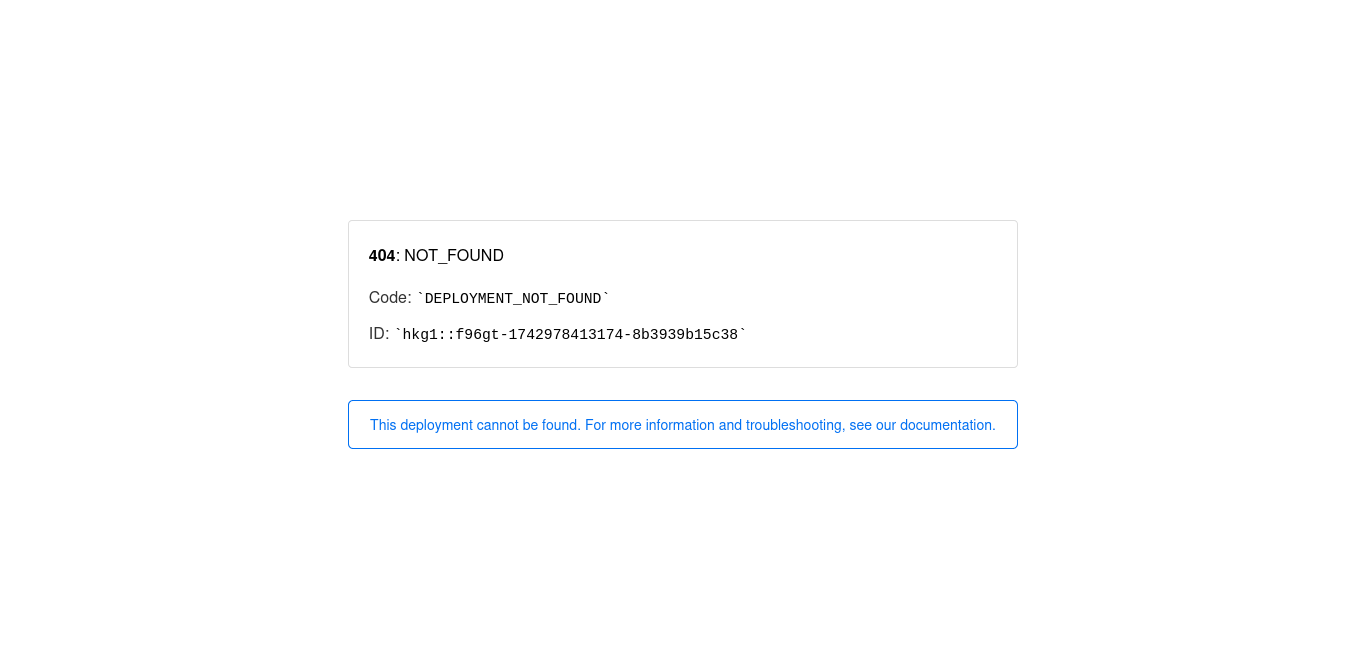 404: NOT_FOUND
Code: `DEPLOYMENT_NOT_FOUND`
ID: `hkg1::f96gt-1742978413174-8b3939b15c38`
This deployment cannot be found. For more information and troubleshooting, see our documentation.